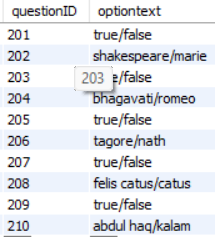 questionID optiontext
201 true/false
202 shakespeare/marie
203 203 e/false
204 bhagavati/romeo
205 true/false
206 tagore/nath
207 true/false
208 felis catus/catus
209 true/false
210 abdul haq/kalam